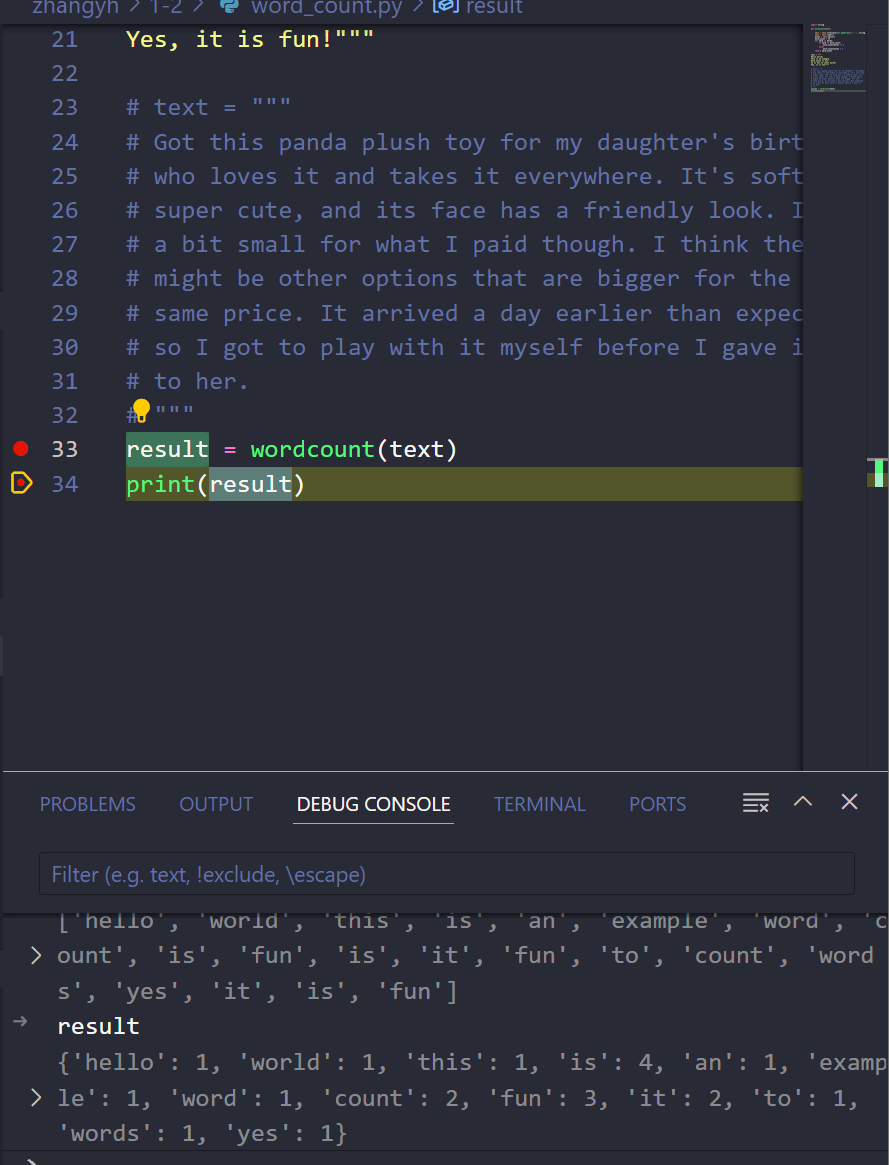 zhangyh > 1-2 > word_count.py > result
21 Yes, it is fun!"""
22
23 # text = """
24 # Got this panda plush toy for my daughter's birt
25 # who loves it and takes it everywhere. It's soft
26 # super cute, and its face has a friendly look. I
27 # a bit small for what I paid though. I think the
28 # might be other options that are bigger for the
29 # same price. It arrived a day earlier than expec
30 # so I got to play with it myself before I gave i
31 # to her.
32 # """
33 result = wordcount(text)
34 print(result)
PROBLEMS OUTPUT DEBUG CONSOLE TERMINAL PORTS
Filter (e.g. text, !exclude, \escape)
['hello', 'world', 'this', 'is', 'an', 'example', 'word', 'c
ount', 'is', 'fun', 'is', 'it', 'fun', 'to', 'count', 'word
s', 'yes', 'it', 'is', 'fun']
result
{'hello': 1, 'world': 1, 'this': 1, 'is': 4, 'an': 1, 'examp
le': 1, 'word': 1, 'count': 2, 'fun': 3, 'it': 2, 'to': 1,
'words': 1, 'yes': 1}